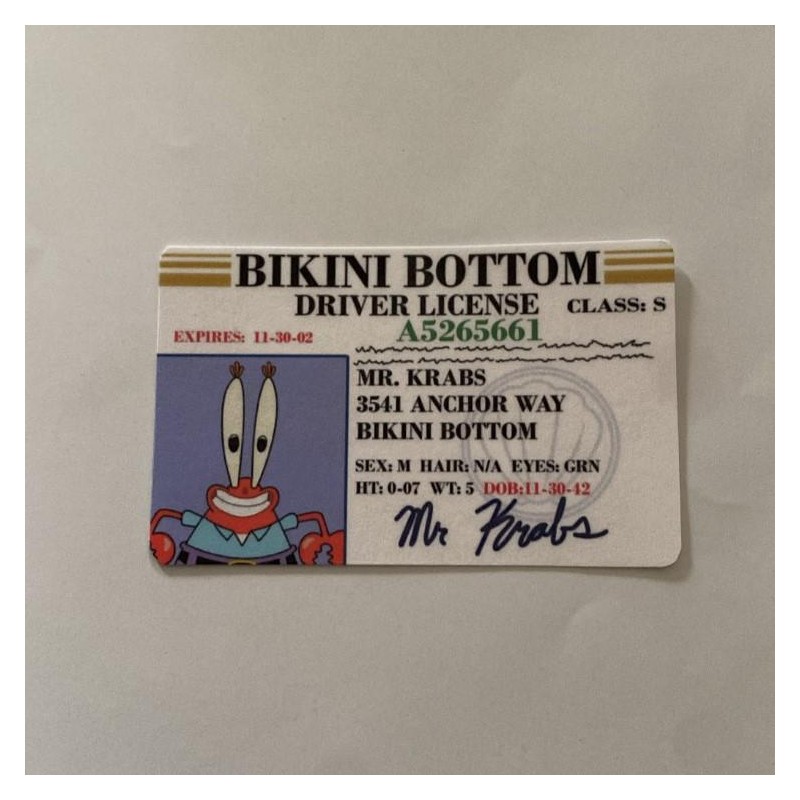 BIKINI BOTTOM
DRIVER LICENSE CLASS: S
EXPIRES: 11-30-02 A5265661
MR. KRABS
3541 ANCHOR WAY
BIKINI BOTTOM
SEX: M HAIR: N/A EYES: GRN
HT: 0-07 WT: 5 DOB:11-30-42
Mr Krabs